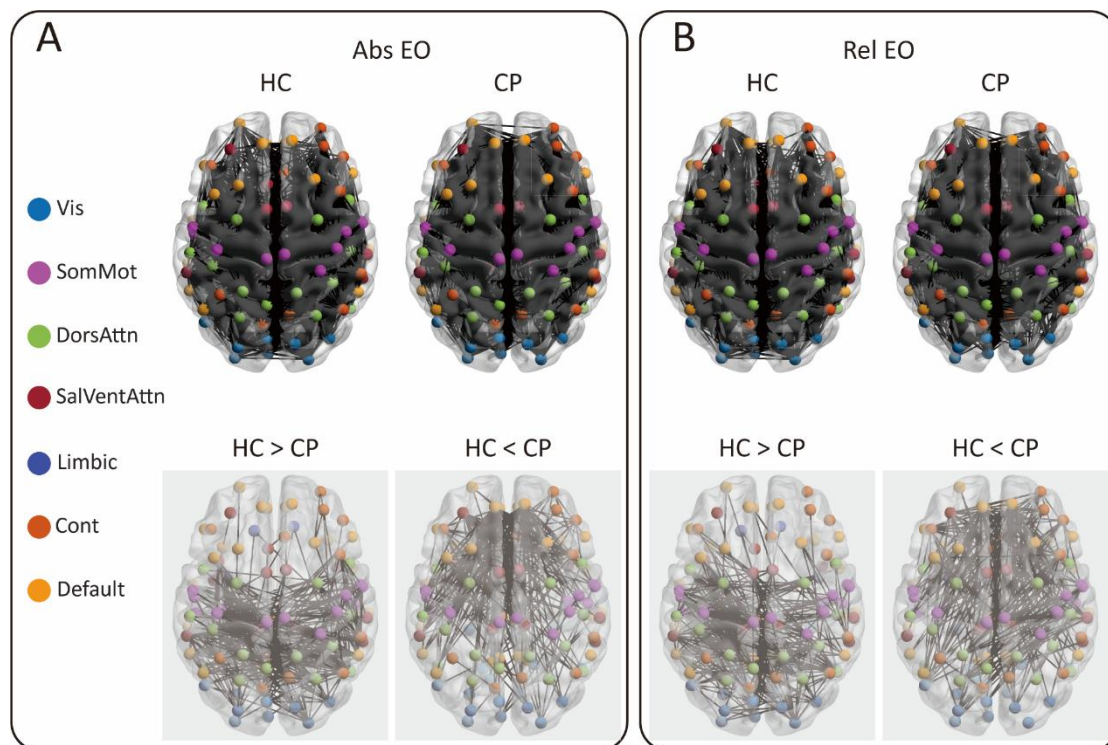 A
Abs EO
HC
CP
Vis
SomMot
DorsAttn
SalVentAttn
Limbic
Cont
Default
HC > CP
HC < CP
B
Rel EO
HC
CP
HC > CP
HC < CP